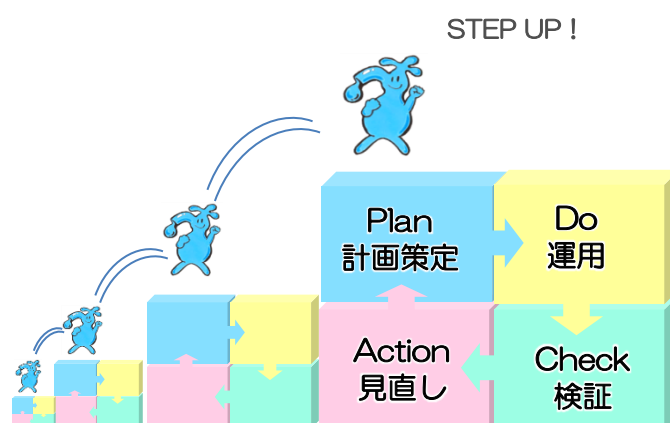 STEP UP！
Plan
計画策定
Do
運用
Action
見直し
Check
検証